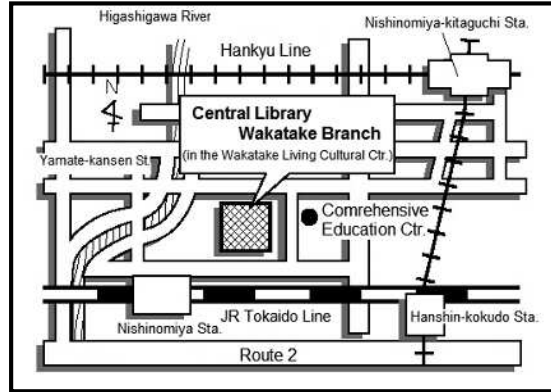 Higashigawa River
Nishinomiya-kitaguchi Sta.
Hankyu Line
N
Central Library
Wakatake Branch
(in the Wakatake Living Cultural Ctr.)
Yamate-kansen St.
Comrehensive
Education Ctr.
Nishinomiya Sta.
JR Tokaido Line
Hanshin-kokudo Sta.
Route 2